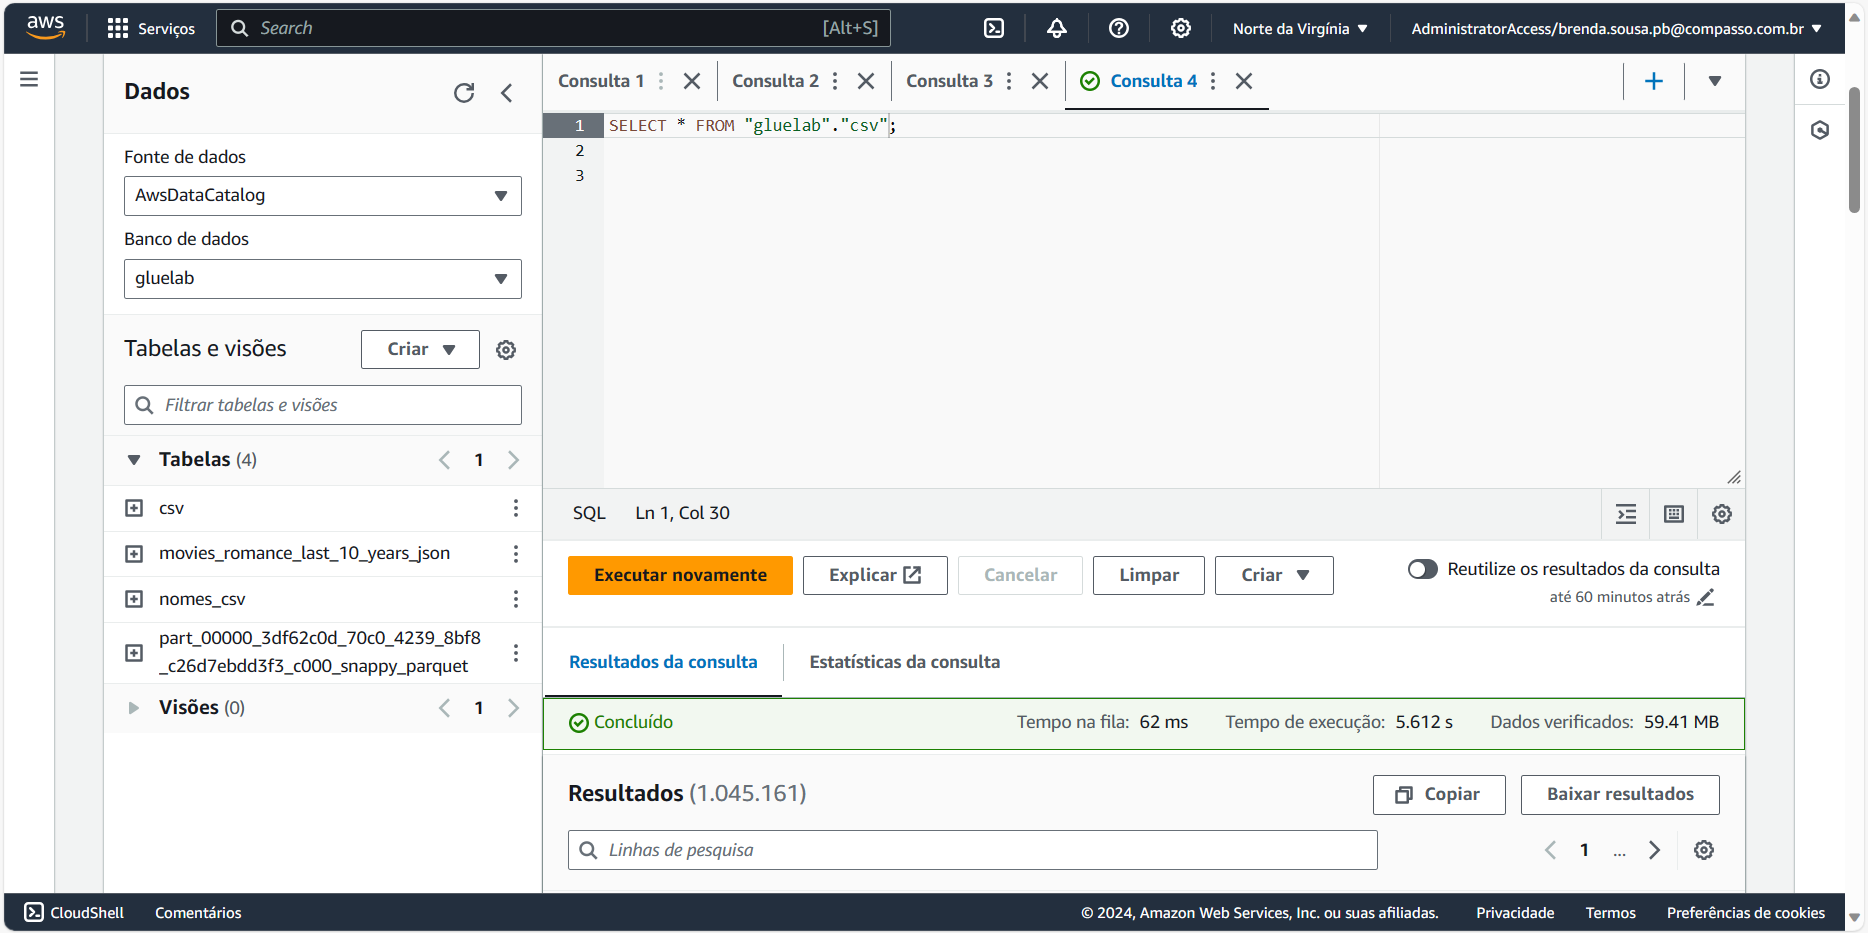 aws
Serviços
Search
[Alt+S]
Norte da Virgínia
AdministratorAccess/brenda.sousa.pb@compasso.com.br
Dados
Fonte de dados
AwsDataCatalog
Banco de dados
gluelab
Tabelas e visões
Criar
Filtrar tabelas e visões
Tabelas (4)
1
csv
movies_romance_last_10_years_json
nomes_csv
part_00000_3df62c0d_70c0_4239_8bf8
_c26d7ebdd3f3_c000_snappy_parquet
Visões (0)
1
Consulta 1
Consulta 2
Consulta 3
Consulta 4
1 SELECT * FROM "gluelab"."csv";
2
3
SQL
Ln 1, Col 30
Executar novamente
Explicar
Cancelar
Limpar
Criar
Reutilize os resultados da consulta
até 60 minutos atrás
Resultados da consulta
Estatísticas da consulta
Concluído
Tempo na fila: 62 ms
Tempo de execução: 5.612 s
Dados verificados: 59.41 MB
Resultados (1.045.161)
Copiar
Baixar resultados
Linhas de pesquisa
1
...
CloudShell
Comentários
© 2024, Amazon Web Services, Inc. ou suas afiliadas.
Privacidade
Termos
Preferências de cookies